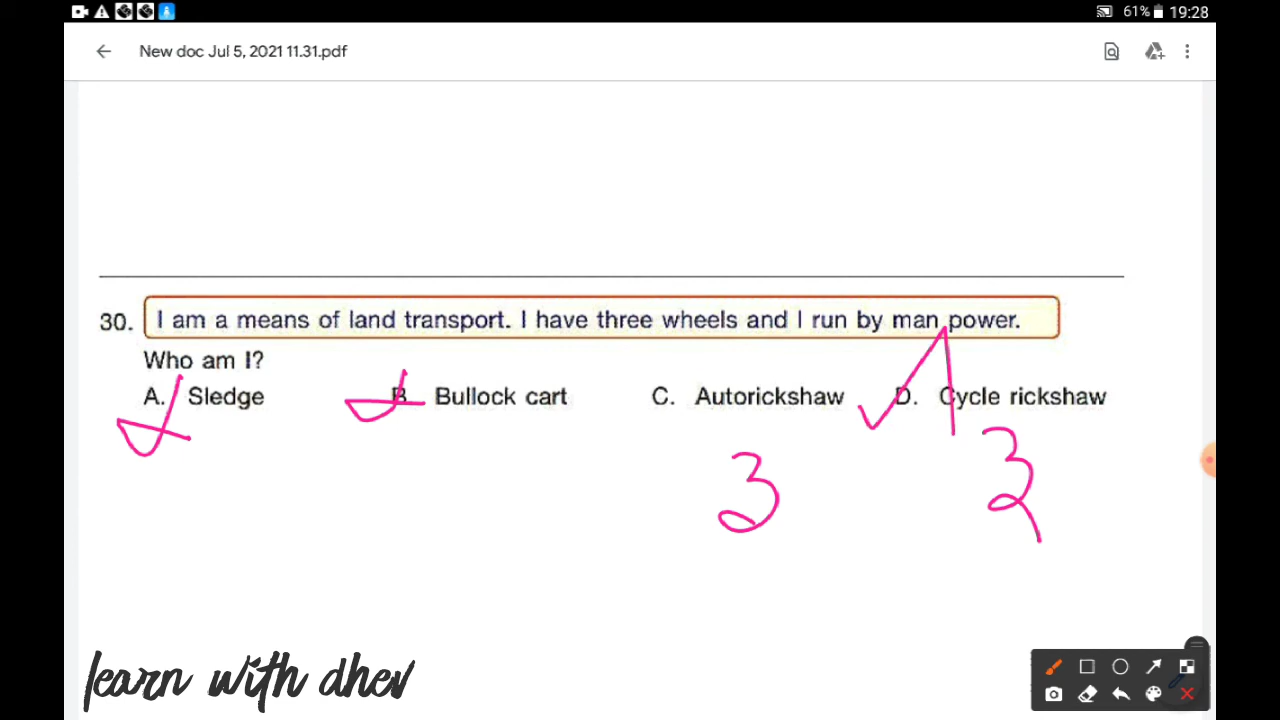 61% 19:28
New doc Jul 5, 2021 11.31.pdf
30. I am a means of land transport. I have three wheels and I run by man power.
Who am I?
A. Sledge B. Bullock cart C. Autorickshaw D. Cycle rickshaw
3 3
learn with dhev